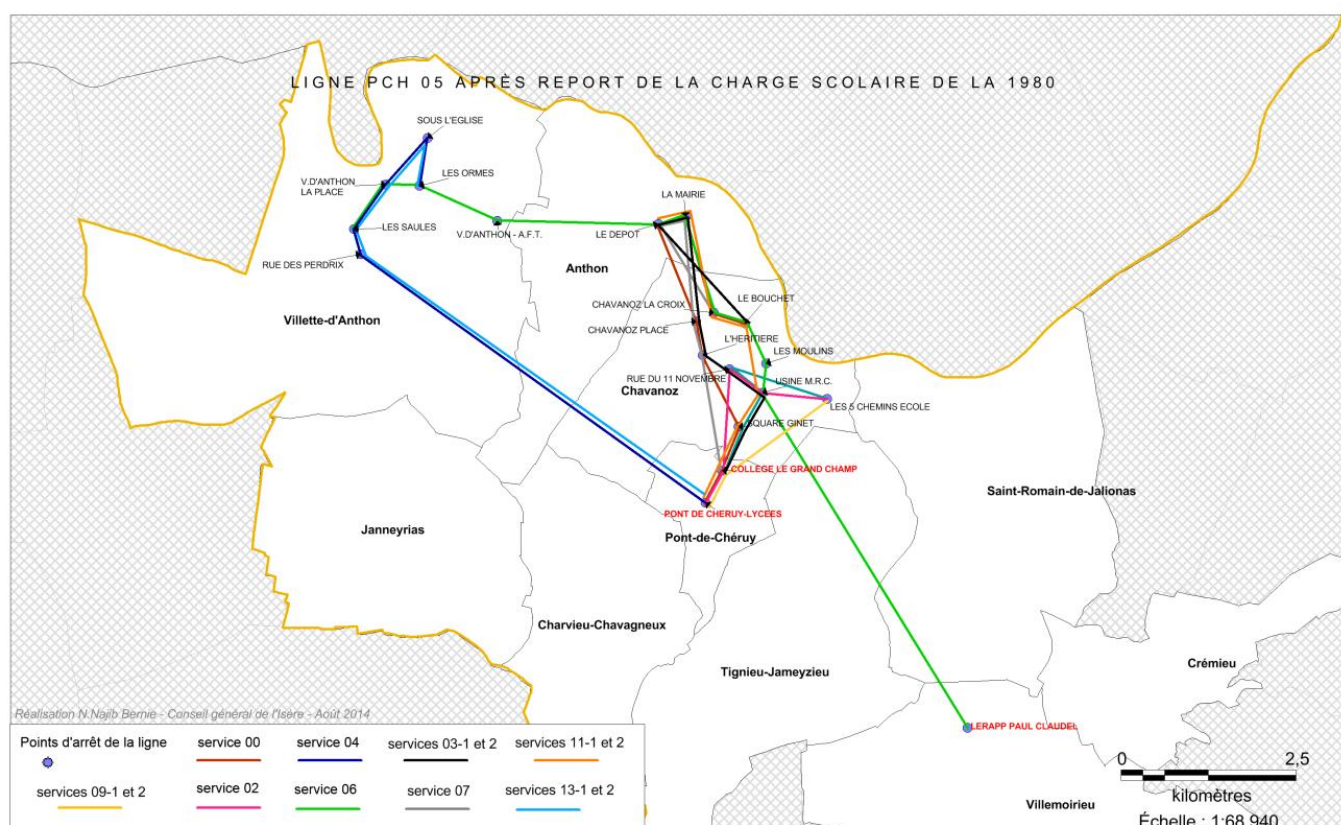 LIGNE PCH 05 APRÈS REPORT DE LA CHARGE SCOLAIRE DE LA 1980
SOUS L'EGLISE
V.D'ANTHON
LA PLACE
LES ORMES
LA MAIRIE
LES SAULES
V.D'ANTHON - A.F.T.
LE DEPOT
RUE DES PERDRIX
Anthon
CHAVANOZ LA CROIX
LE BOUCHET
Villette-d'Anthon
CHAVANOZ PLACE
L'HERITIERE
LES MOULINS
RUE DU 11 NOVEMBRE
USINE M.R.C.
Chavanoz
LES 5 CHEMINS ECOLE
SQUARE GINET
COLLEGE LE GRAND CHAMP
Saint-Romain-de-Jalionas
PONT DE CHERUY-LYCEES
Janneyrias
Pont-de-Chéruy
Charvieu-Chavagneux
Crémieu
Tignieu-Jameyzieu
Réalisation N.Najib Bernie - Conseil général de l'Isère - Août 2014
LERAPP PAUL CLAUDEL
Points d'arrêt de la ligne
service 00
service 04
services 03-1 et 2
services 11-1 et 2
services 09-1 et 2
service 02
service 06
service 07
services 13-1 et 2
0 2,5
kilomètres
Villemoirieu
Échelle : 1:68 940